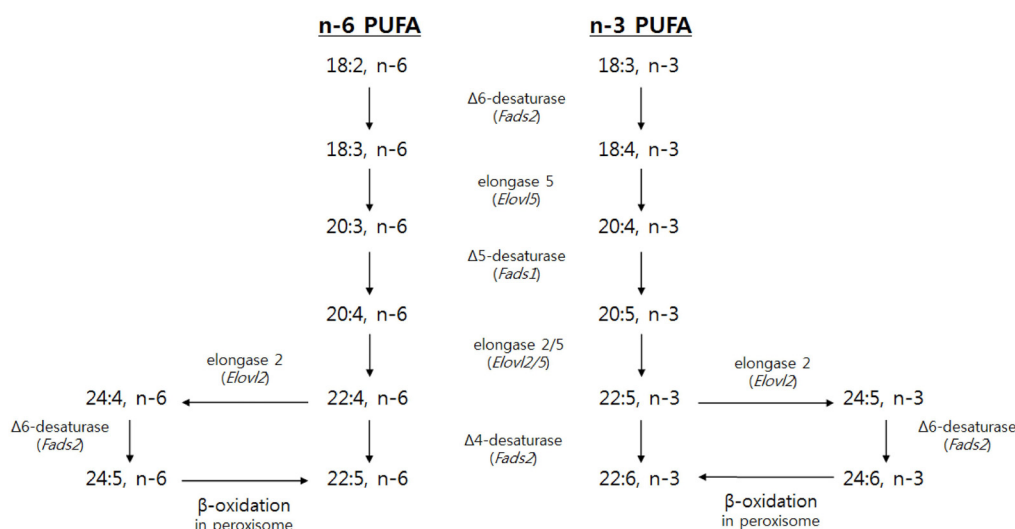 n-6 PUFA
n-3 PUFA
18:2, n-6
18:3, n-3
Δ6-desaturase
(Fads2)
18:3, n-6
18:4, n-3
elongase 5
(Elovl5)
20:3, n-6
20:4, n-3
Δ5-desaturase
(Fads1)
20:4, n-6
20:5, n-3
elongase 2/5
(Elovl2/5)
elongase 2
(Elovl2)
elongase 2
(Elovl2)
24:4, n-6
22:4, n-6
22:5, n-3
24:5, n-3
Δ6-desaturase
(Fads2)
Δ4-desaturase
(Fads2)
Δ6-desaturase
(Fads2)
24:5, n-6
22:5, n-6
22:6, n-3
24:6, n-3
β-oxidation
in peroxisome
β-oxidation
in peroxisome